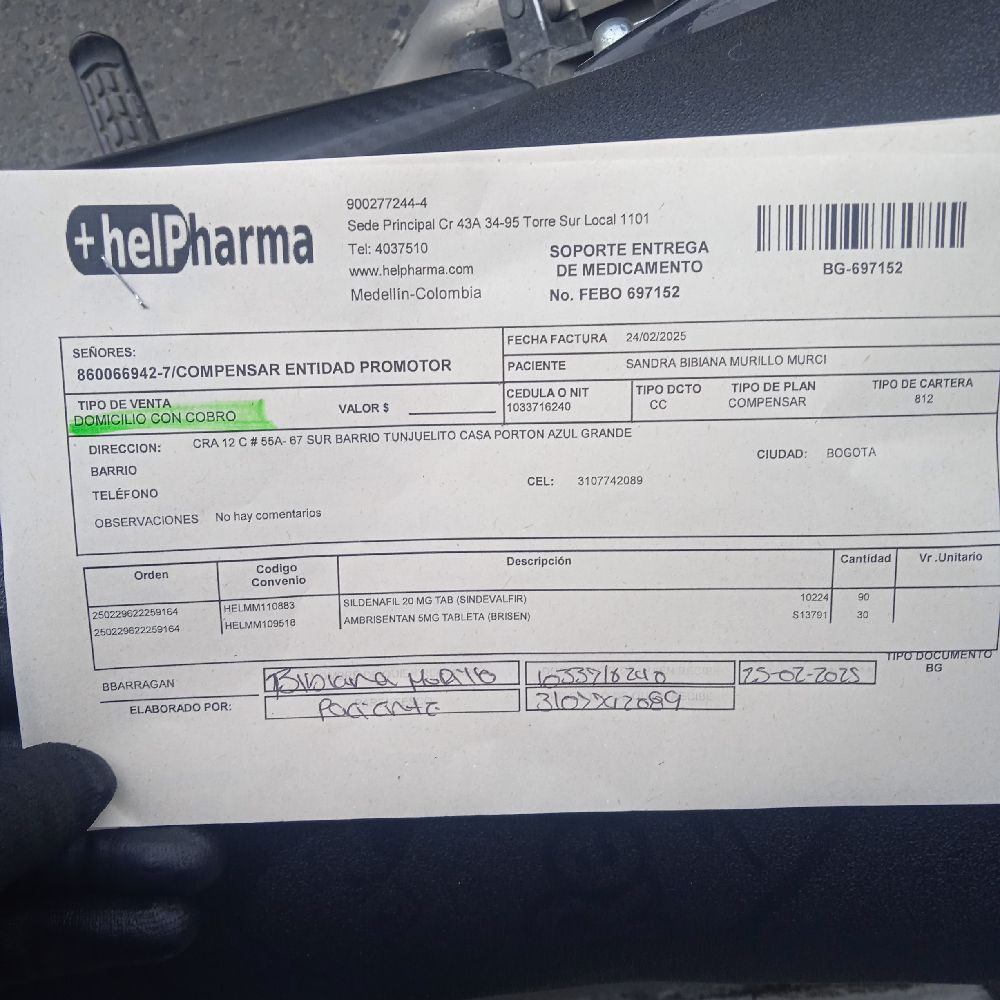 +helPharma
900277244-4
Sede Principal Cr 43A 34-95 Torre Sur Local 1101
Tel: 4037510
www.helpharma.com
Medellín-Colombia
SOPORTE ENTREGA
DE MEDICAMENTO
No. FEBO 697152
BG-697152
SEÑORES:
860066942-7/COMPENSAR ENTIDAD PROMOTOR
FECHA FACTURA 24/02/2025
PACIENTE SANDRA BIBIANA MURILLO MURCI
TIPO DE VENTA
DOMICILIO CON COBRO
VALOR $
CEDULA O NIT
1033716240
TIPO DCTO
CC
TIPO DE PLAN
COMPENSAR
TIPO DE CARTERA
812
DIRECCION: CRA 12 C # 55A- 67 SUR BARRIO TUNJUELITO CASA PORTON AZUL GRANDE
BARRIO
CIUDAD: BOGOTA
TELÉFONO
CEL: 3107742089
OBSERVACIONES No hay comentarios
Orden Codigo Convenio Descripción Cantidad Vr .Unitario
250229622259164 HELMM110883 SILDENAFIL 20 MG TAB (SINDEVALFIR) 10224 90
250229622259164 HELMM109518 AMBRISENTAN 5MG TABLETA (BRISEN) S13791 30
TIPO DOCUMENTO
BG
BBARRAGAN
ELABORADO POR:
Bibiana Murillo 1033716240 25-02-2025
Paciente 3107742089